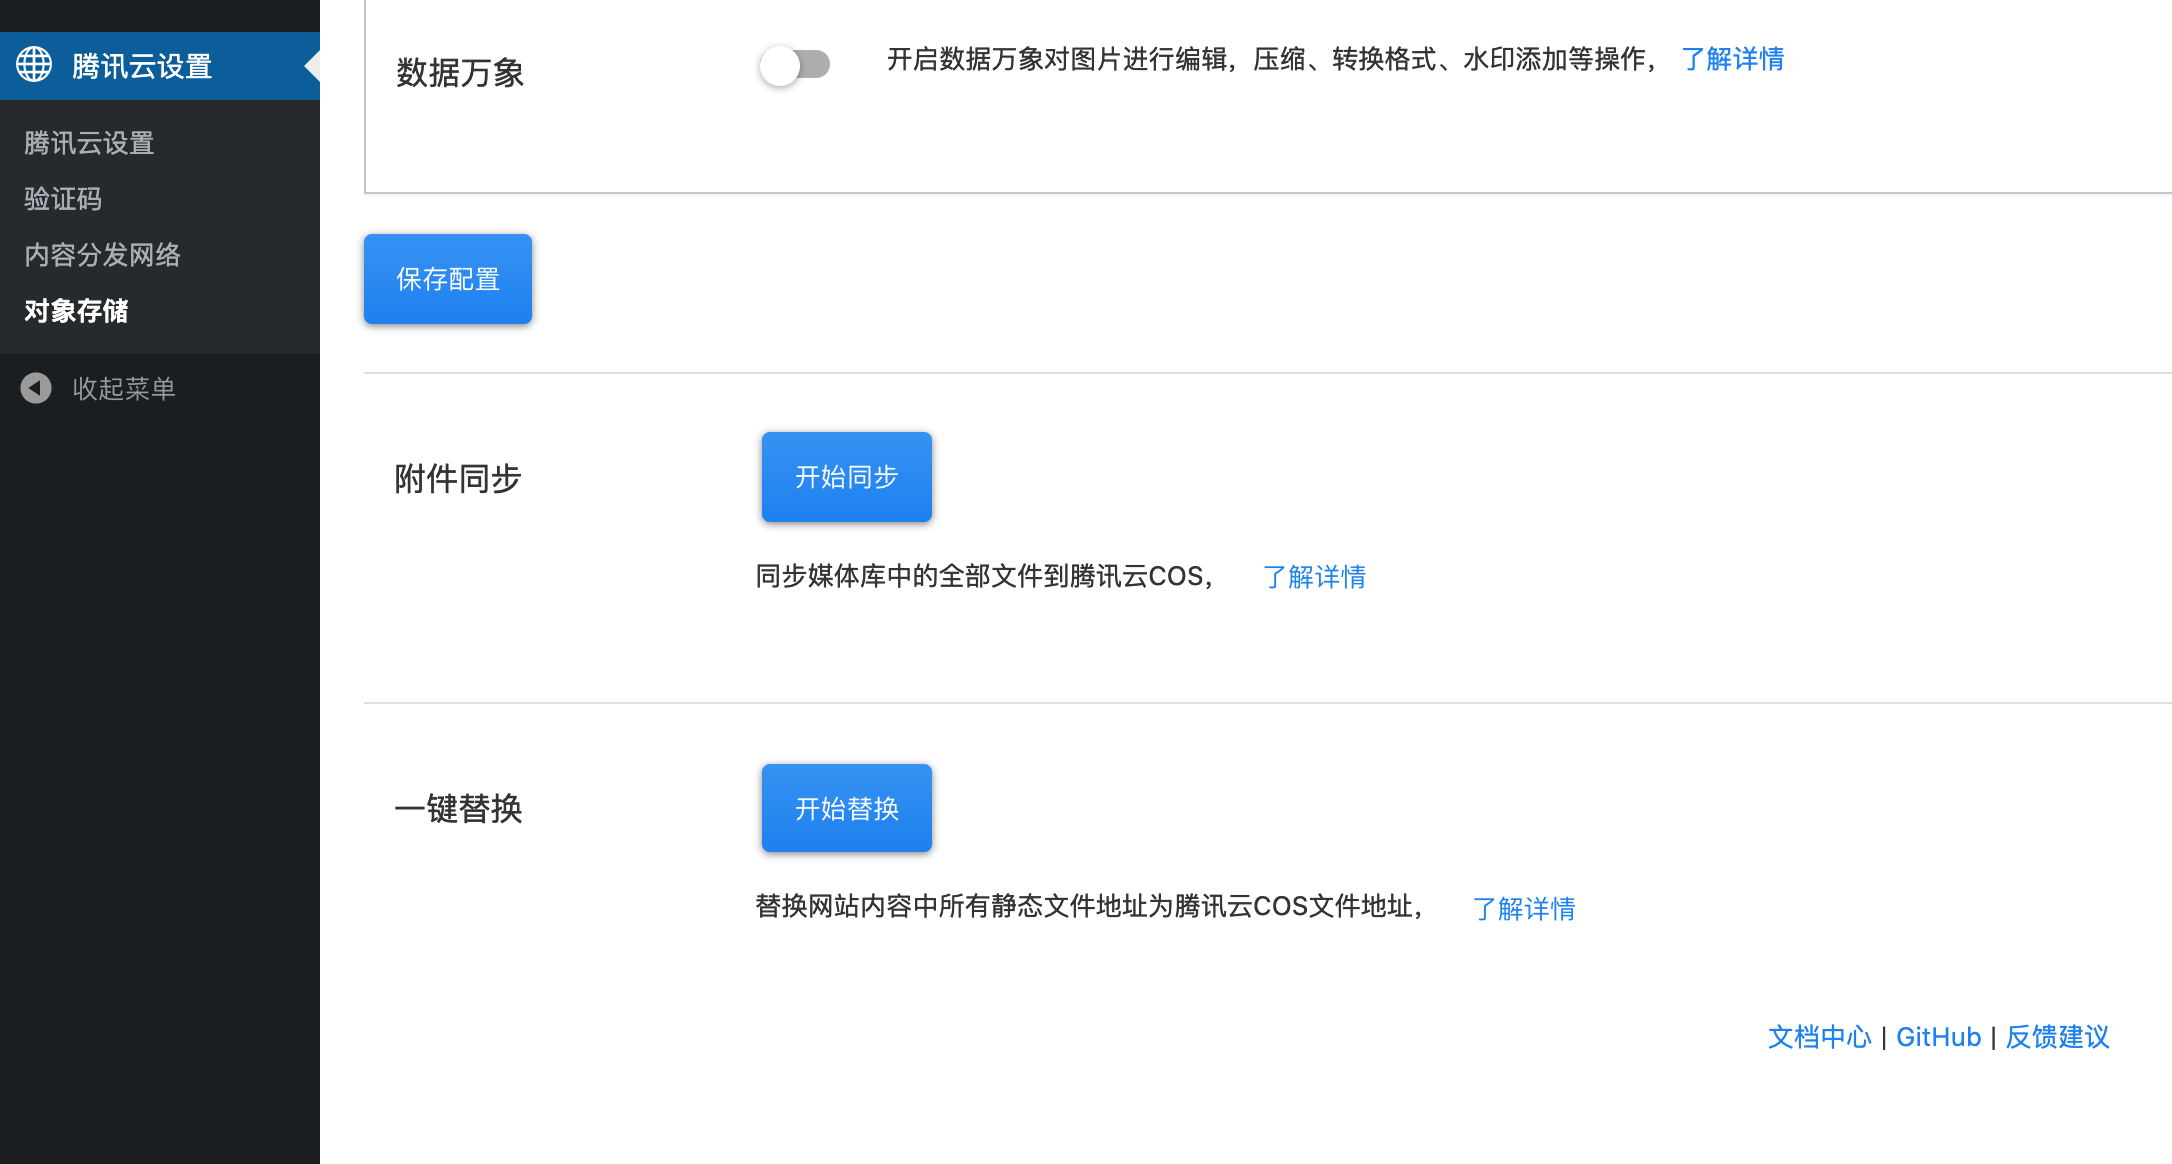 腾讯云设置
腾讯云设置
验证码
内容分发网络
对象存储
收起菜单
数据万象
开启数据万象对图片进行编辑，压缩、转换格式、水印添加等操作， 了解详情
保存配置
附件同步
开始同步
同步媒体库中的全部文件到腾讯云COS， 了解详情
一键替换
开始替换
替换网站内容中所有静态文件地址为腾讯云COS文件地址， 了解详情
文档中心 | GitHub | 反馈建议